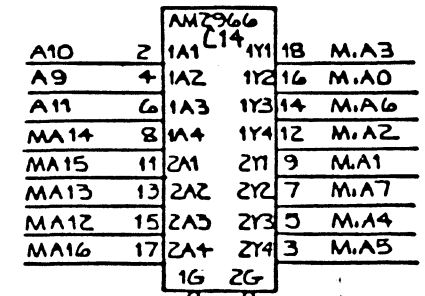 AMZ966
C14
A10 2 1A1 1Y1 18 M.A3
A9 4 1A2 1Y2 16 M.A0
A11 6 1A3 1Y3 14 M.A6
MA14 8 1A4 1Y4 12 M.A2
MA15 11 2A1 2Y1 9 M.A1
MA13 13 2A2 2Y2 7 M.A7
MA12 15 2A3 2Y3 5 M.A4
MA16 17 2A4 2Y4 3 M.A5
1G 2G